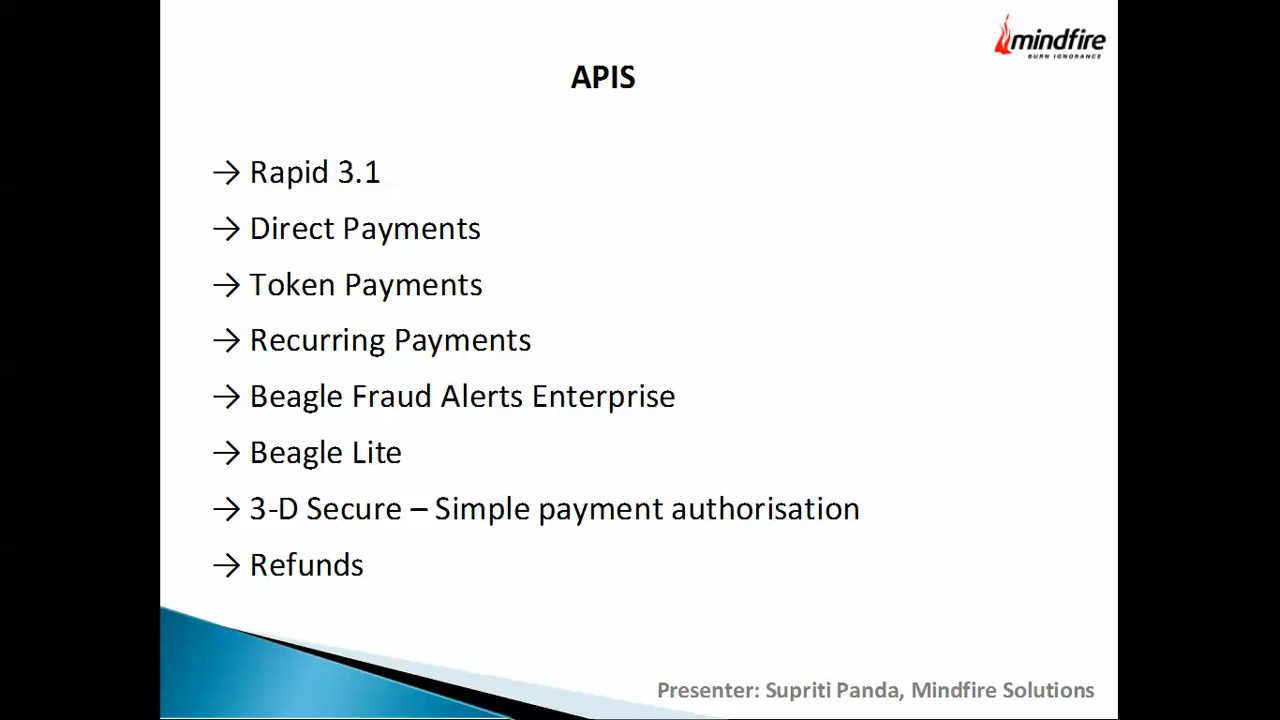 mindfire
BURN IGNORANCE
APIS
→ Rapid 3.1
→ Direct Payments
→ Token Payments
→ Recurring Payments
→ Beagle Fraud Alerts Enterprise
→ Beagle Lite
→ 3-D Secure – Simple payment authorisation
→ Refunds
Presenter: Supriti Panda, Mindfire Solutions